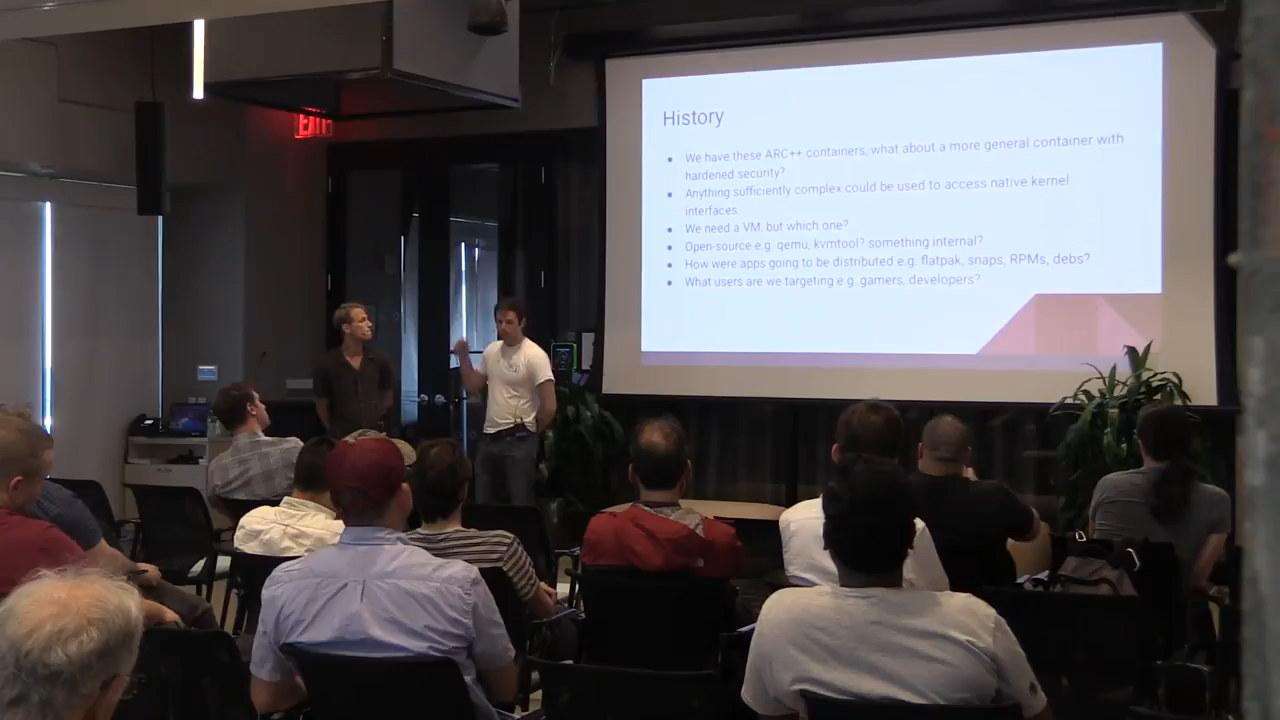 EXIT
History
We have these ARC++ containers, what about a more general container with
hardened security?
Anything sufficiently complex could be used to access native kernel
interfaces
We need a VM, but which one?
Open-source e.g. qemu, kvmtool? something internal?
How were apps going to be distributed e.g. flatpak, snaps, RPMs, debs?
What users are we targeting e.g. gamers, developers?